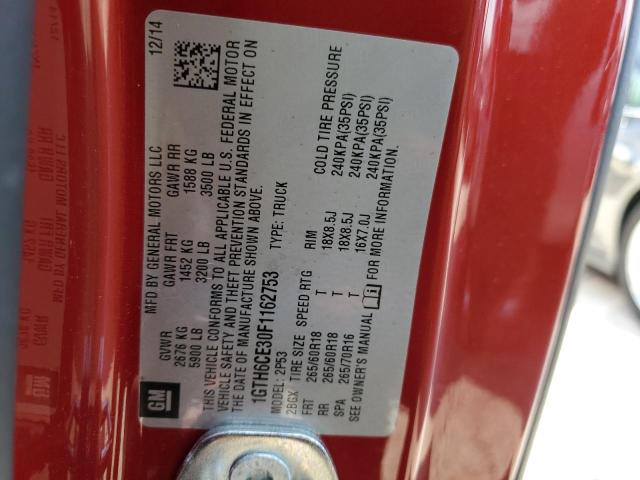 GM
MFD BY GENERAL MOTORS LLC
12/14
GVWR GAWR FRT GAWR RR
2676 KG 1452 KG 1588 KG
5900 LB 3200 LB 3500 LB
THIS VEHICLE CONFORMS TO ALL APPLICABLE U.S. FEDERAL MOTOR
VEHICLE SAFETY AND THEFT PREVENTION STANDARDS IN EFFECT ON
THE DATE OF MANUFACTURE SHOWN ABOVE.
1GTH6CE30F1162753 TYPE: TRUCK
MODEL: 2P53
2BGX TIRE SIZE SPEED RTG RIM COLD TIRE PRESSURE
FRT 265/60R18 T 18X8.5J 240KPA(35PSI)
RR 265/60R18 T 18X8.5J 240KPA(35PSI)
SPA 265/70R16 T 16X7.0J 240KPA(35PSI)
SEE OWNER'S MANUAL FOR MORE INFORMATION.